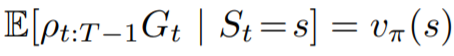 𝔼[ρ_{t:T−1}G_t | S_t=s] = v_π(s)